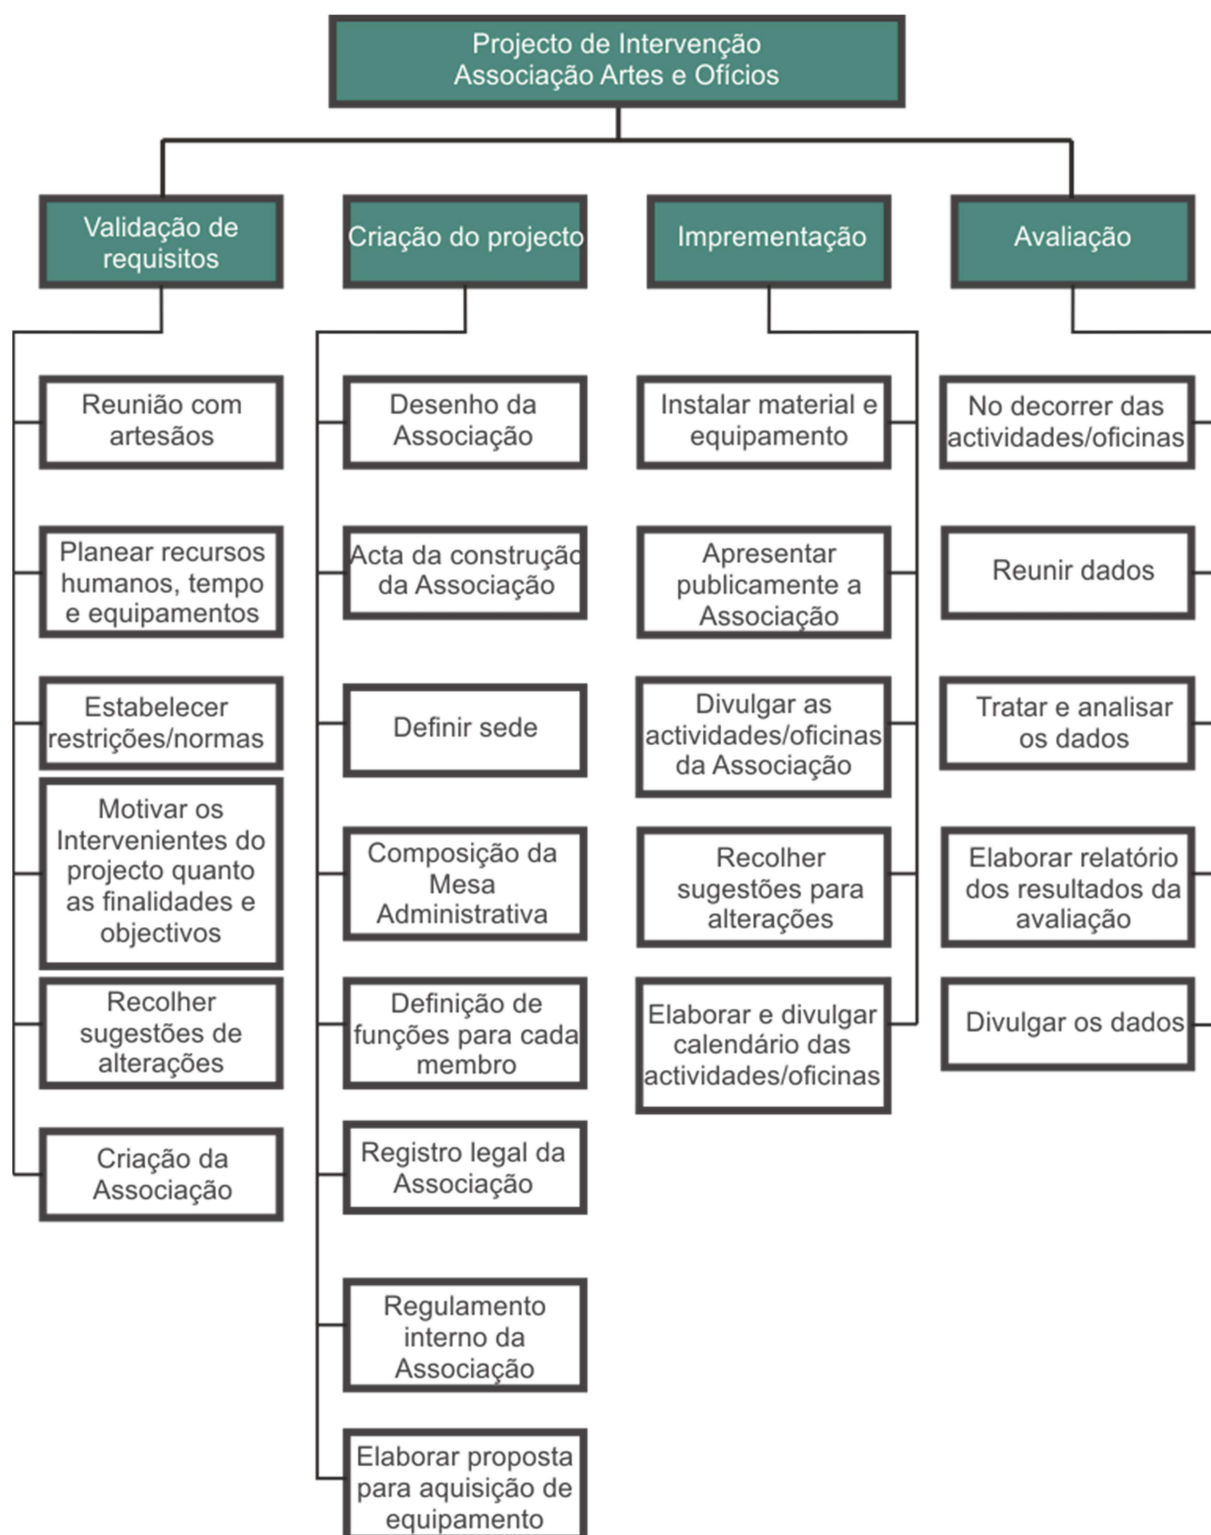 Projecto de Intervenção
Associação Artes e Ofícios
Validação de
requisitos
Reunião com
artesãos
Planear recursos
humanos, tempo
e equipamentos
Estabelecer
restrições/normas
Motivar os
Intervenientes do
projecto quanto
as finalidades e
objectivos
Recolher
sugestões de
alterações
Criação da
Associação
Criação do projecto
Desenho da
Associação
Acta da construção
da Associação
Definir sede
Composição da
Mesa
Administrativa
Definição de
funções para cada
membro
Registro legal da
Associação
Regulamento
interno da
Associação
Elaborar proposta
para aquisição de
equipamento
Imprementação
Instalar material e
equipamento
Apresentar
publicamente a
Associação
Divulgar as
actividades/oficinas
da Associação
Recolher
sugestões para
alterações
Elaborar e divulgar
calendário das
actividades/oficinas
Avaliação
No decorrer das
actividades/oficinas
Reunir dados
Tratar e analisar
os dados
Elaborar relatório
dos resultados da
avaliação
Divulgar os dados